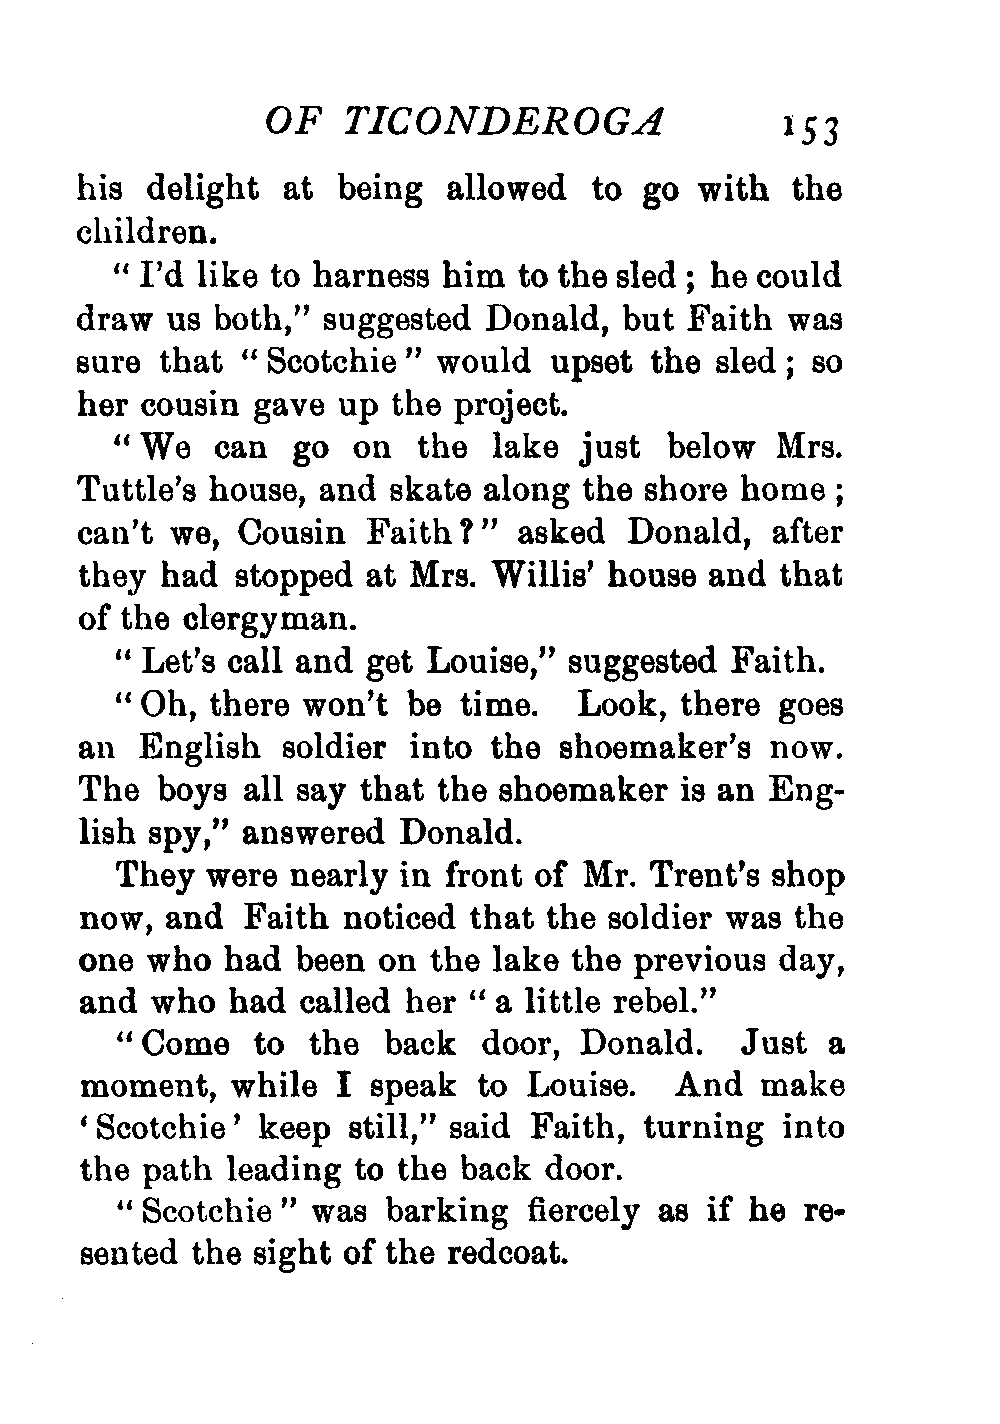 OF TICONDEROGA 153
his delight at being allowed to go with the
children.
“ I’d like to harness him to the sled ; he could
draw us both,” suggested Donald, but Faith was
sure that “ Scotchie ” would upset the sled ; so
her cousin gave up the project.
“ We can go on the lake just below Mrs.
Tuttle’s house, and skate along the shore home ;
can’t we, Cousin Faith ? ” asked Donald, after
they had stopped at Mrs. Willis’ house and that
of the clergyman.
“ Let’s call and get Louise,” suggested Faith.
“ Oh, there won’t be time. Look, there goes
an English soldier into the shoemaker’s now.
The boys all say that the shoemaker is an Eng-
lish spy,” answered Donald.
They were nearly in front of Mr. Trent’s shop
now, and Faith noticed that the soldier was the
one who had been on the lake the previous day,
and who had called her “ a little rebel.”
“ Come to the back door, Donald. Just a
moment, while I speak to Louise. And make
‘ Scotchie ’ keep still,” said Faith, turning into
the path leading to the back door.
“ Scotchie ” was barking fiercely as if he re-
sented the sight of the redcoat.